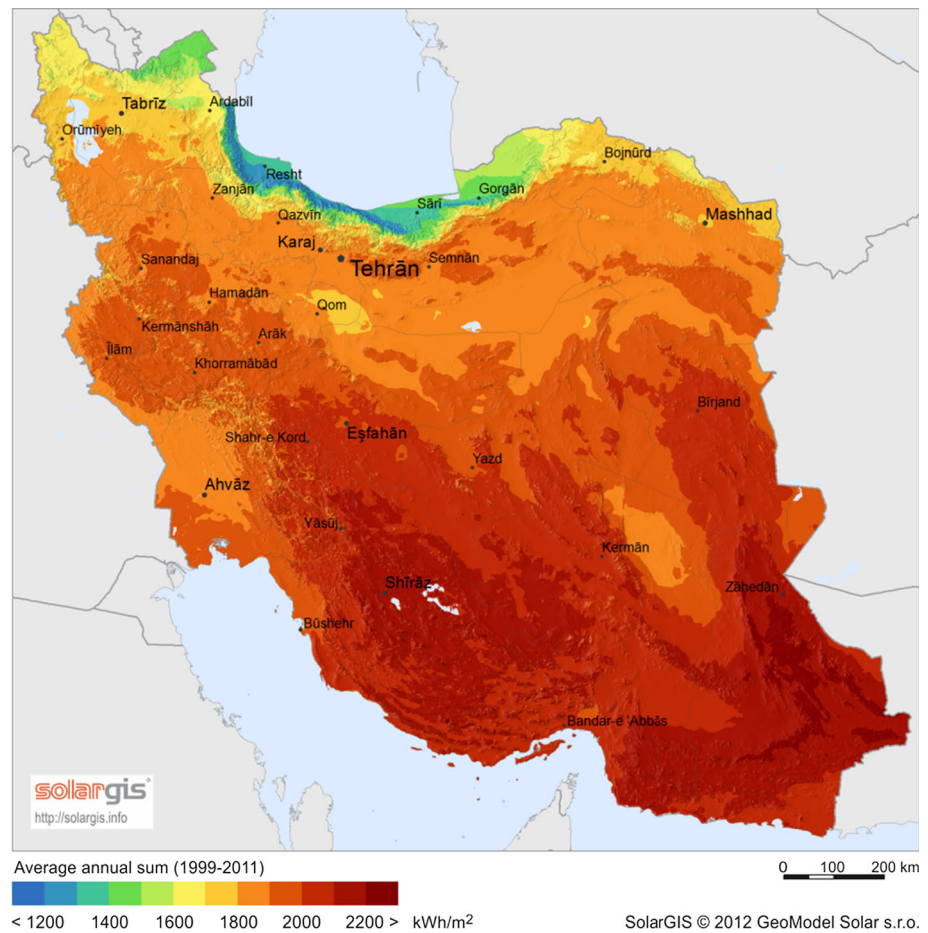 Tabrīz
Ardabīl
Orūmīyeh
Resht
Zanjān
Qazvīn
Sārī
Gorgān
Bojnūrd
Mashhad
Karaj
Tehrān
Semnān
Sanandaj
Hamadān
Qom
Kermānshāh
Arāk
Īlām
Khorramābād
Bīrjand
Shahr-e Kord
Eşfahān
Yazd
Ahvāz
Yāsūj
Kermān
Shīrāz
Zāhedān
Būshehr
Bandar-e 'Abbās
solargis
http://solargis.info
Average annual sum (1999-2011)
0 100 200 km
< 1200 1400 1600 1800 2000 2200 > kWh/m2
SolarGIS © 2012 GeoModel Solar s.r.o.